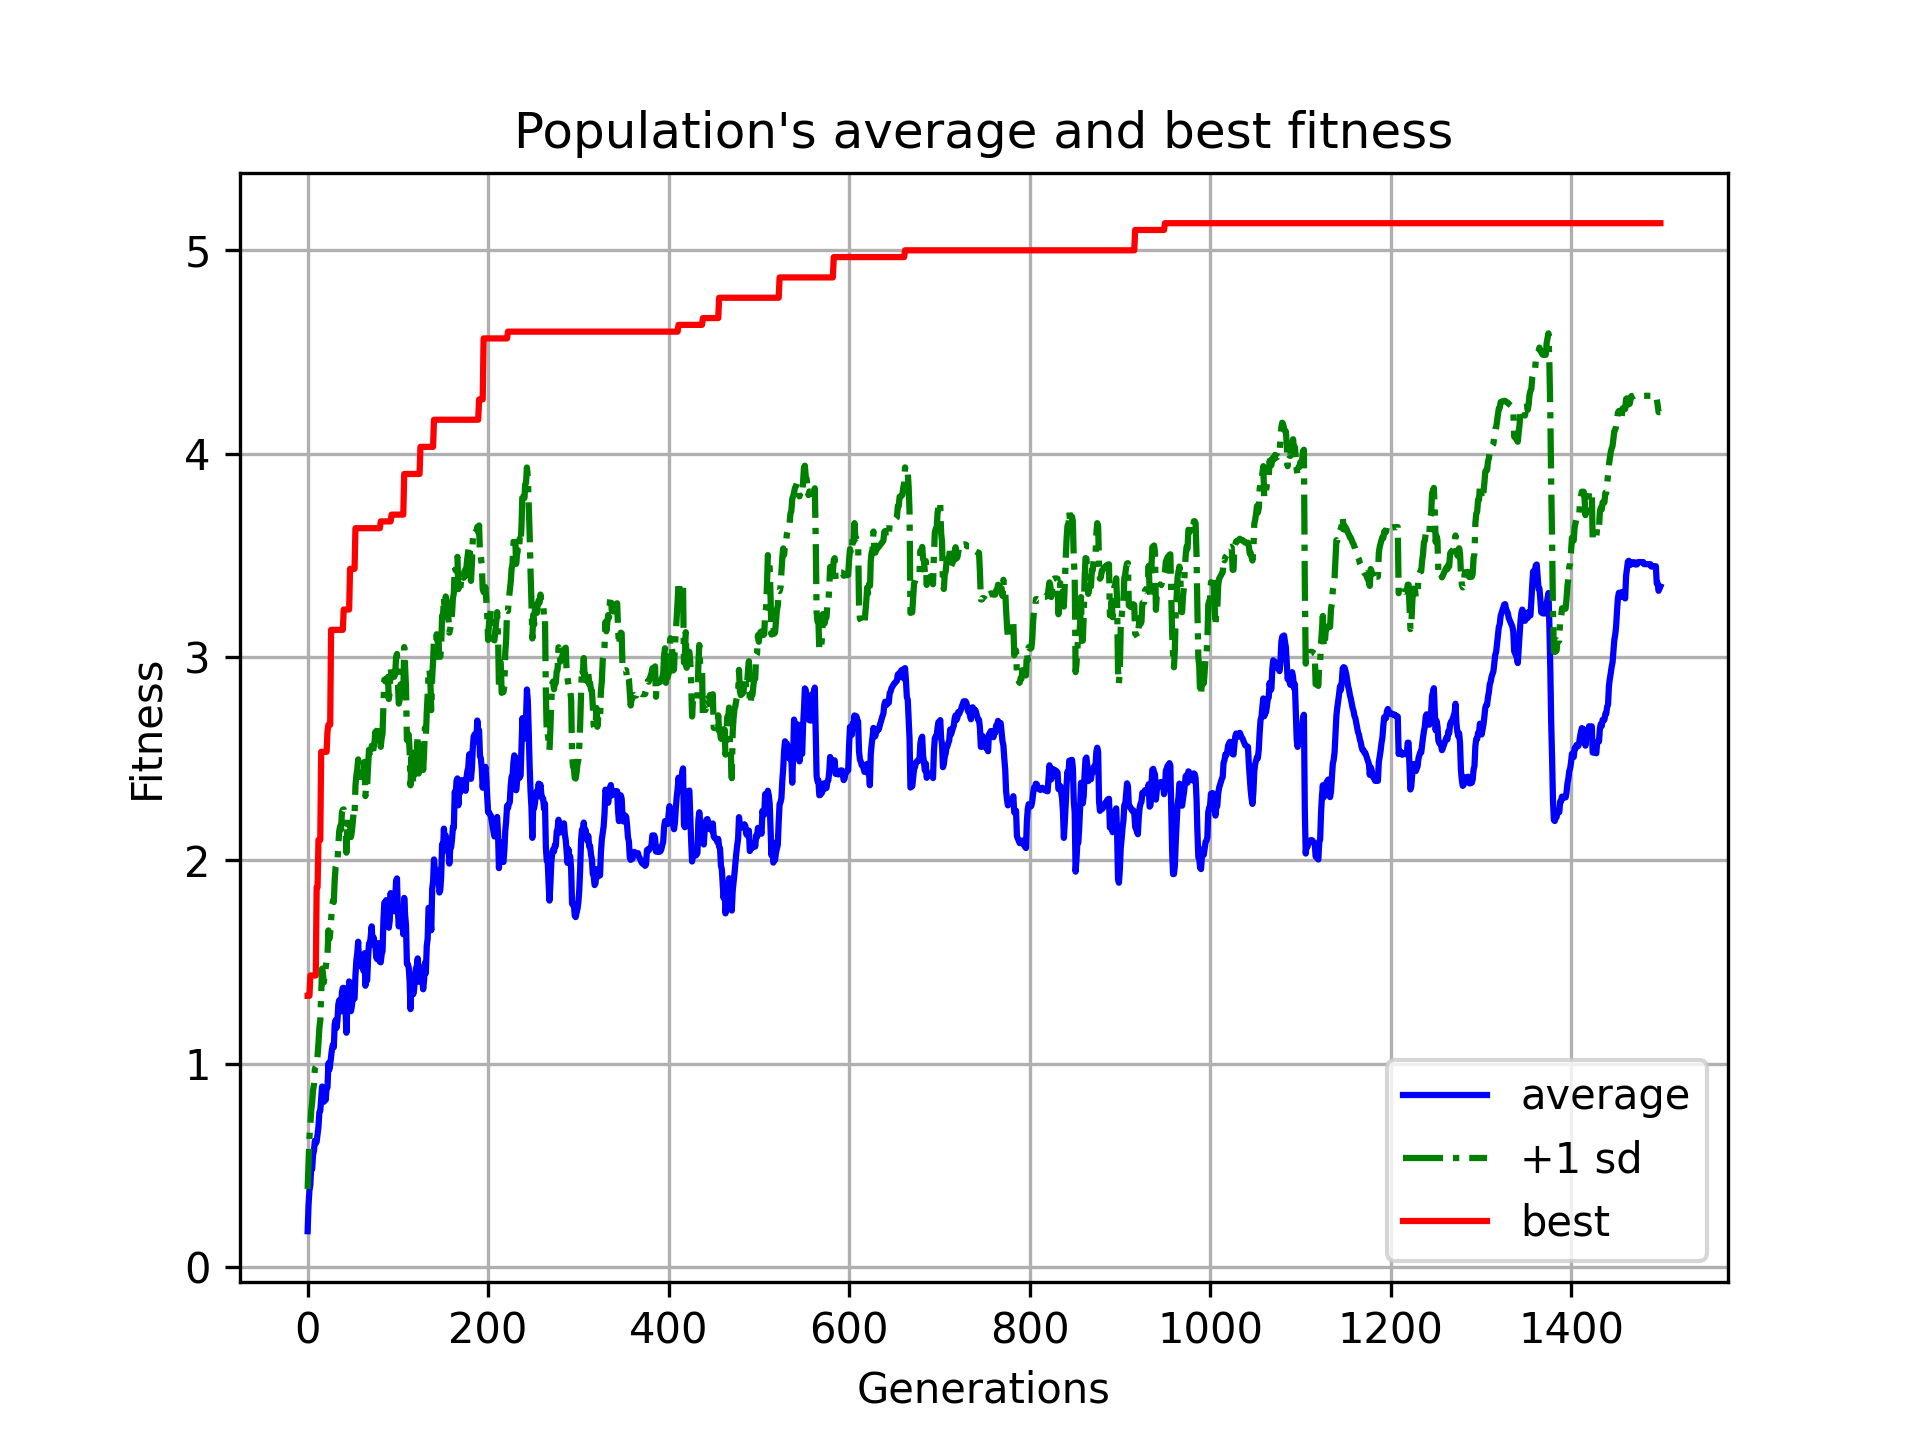 Population's average and best fitness
Fitness
5
4
3
2
1
0
average
+1 sd
best
0 200 400 600 800 1000 1200 1400
Generations